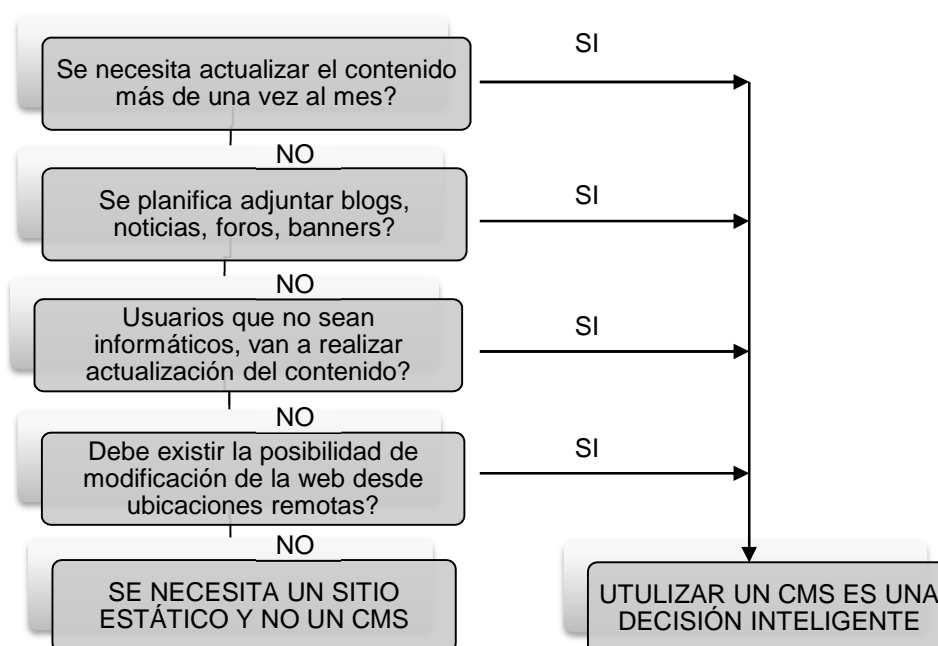 SI
Se necesita actualizar el contenido
más de una vez al mes?
NO
SI
Se planifica adjuntar blogs,
noticias, foros, banners?
NO
Usuarios que no sean
informáticos, van a realizar
actualización del contenido?
SI
NO
Debe existir la posibilidad de
modificación de la web desde
ubicaciones remotas?
SI
NO
SE NECESITA UN SITIO
ESTÁTICO Y NO UN CMS
UTULIZAR UN CMS ES UNA
DECISIÓN INTELIGENTE